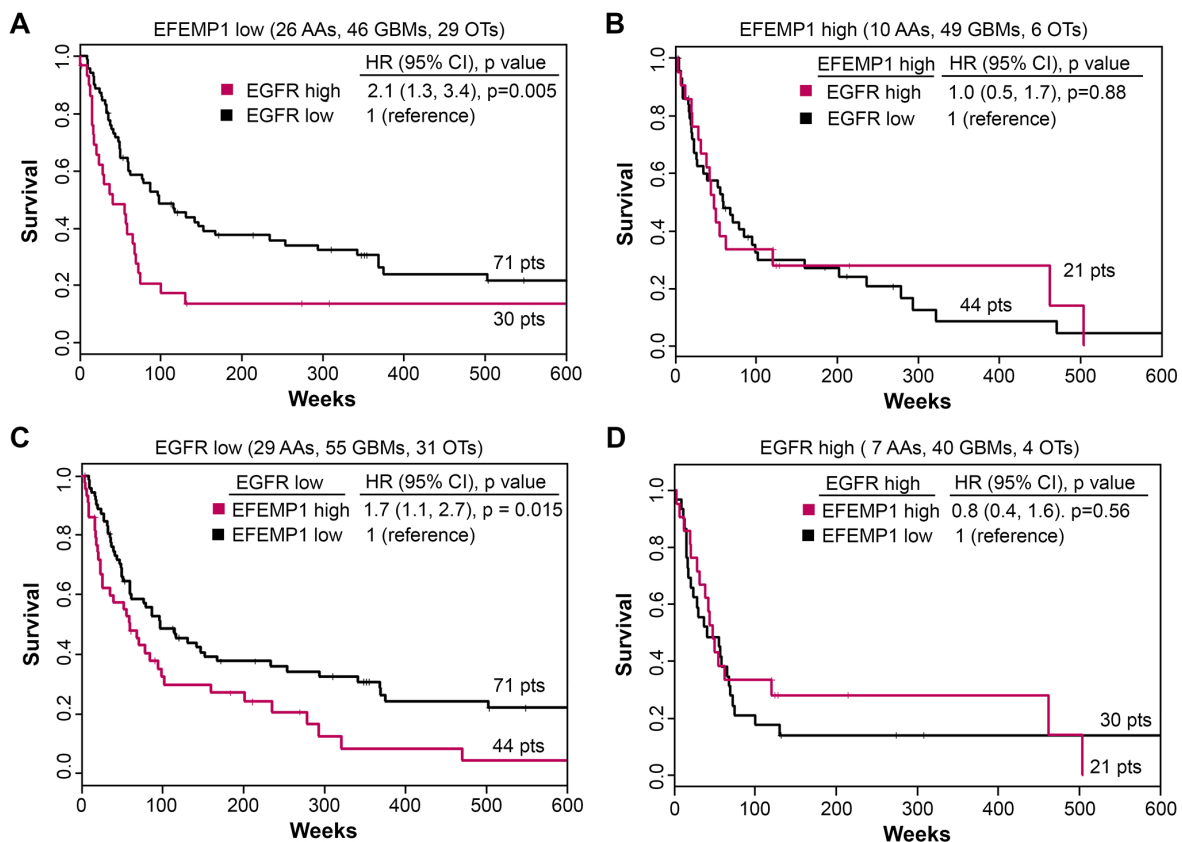 A
EFEMP1 low (26 AAs, 46 GBMs, 29 OTs)
HR (95% CI), p value
EGFR high 2.1 (1.3, 3.4), p=0.005
EGFR low 1 (reference)
71 pts
30 pts
Survival
0.0 0.2 0.4 0.6 0.8 1.0
0 100 200 300 400 500 600
Weeks
B
EFEMP1 high (10 AAs, 49 GBMs, 6 OTs)
EFEMP1 high HR (95% CI), p value
EGFR high 1.0 (0.5, 1.7), p=0.88
EGFR low 1 (reference)
21 pts
44 pts
Survival
0.0 0.2 0.4 0.6 0.8 1.0
0 100 200 300 400 500 600
Weeks
C
EGFR low (29 AAs, 55 GBMs, 31 OTs)
EGFR low HR (95% CI), p value
EFEMP1 high 1.7 (1.1, 2.7), p = 0.015
EFEMP1 low 1 (reference)
71 pts
44 pts
Survival
0.0 0.2 0.4 0.6 0.8 1.0
0 100 200 300 400 500 600
Weeks
D
EGFR high ( 7 AAs, 40 GBMs, 4 OTs)
EGFR high HR (95% CI), p value
EFEMP1 high 0.8 (0.4, 1.6). p=0.56
EFEMP1 low 1 (reference)
30 pts
21 pts
Survival
0.0 0.2 0.4 0.6 0.8 1.0
0 100 200 300 400 500 600
Weeks